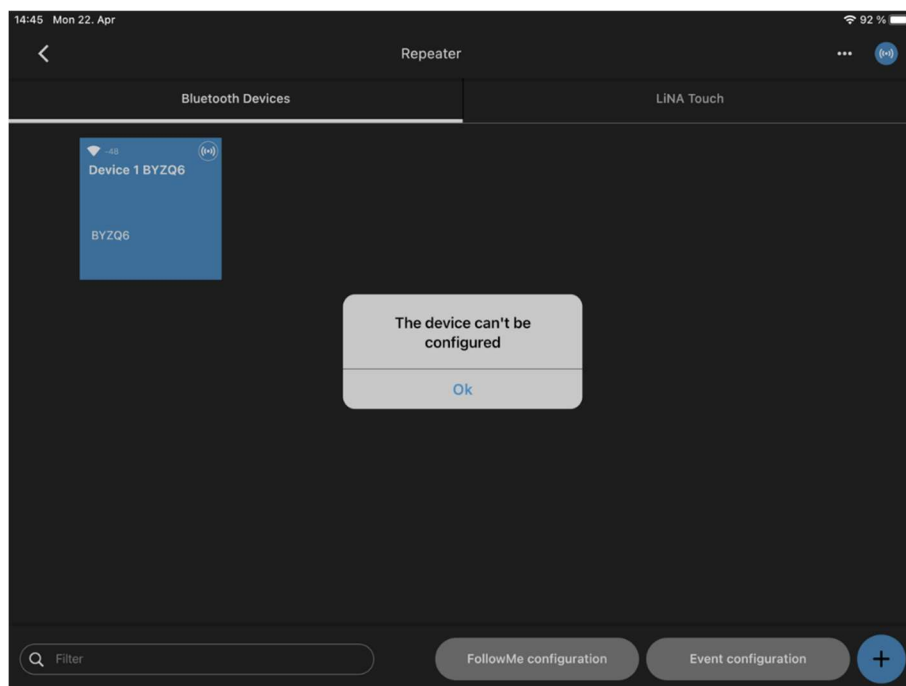 14:45 Mon 22. Apr
92 %
Repeater
Bluetooth Devices
LiNA Touch
-48
Device 1 BYZQ6
BYZQ6
The device can't be
configured
Ok
Filter
FollowMe configuration
Event configuration